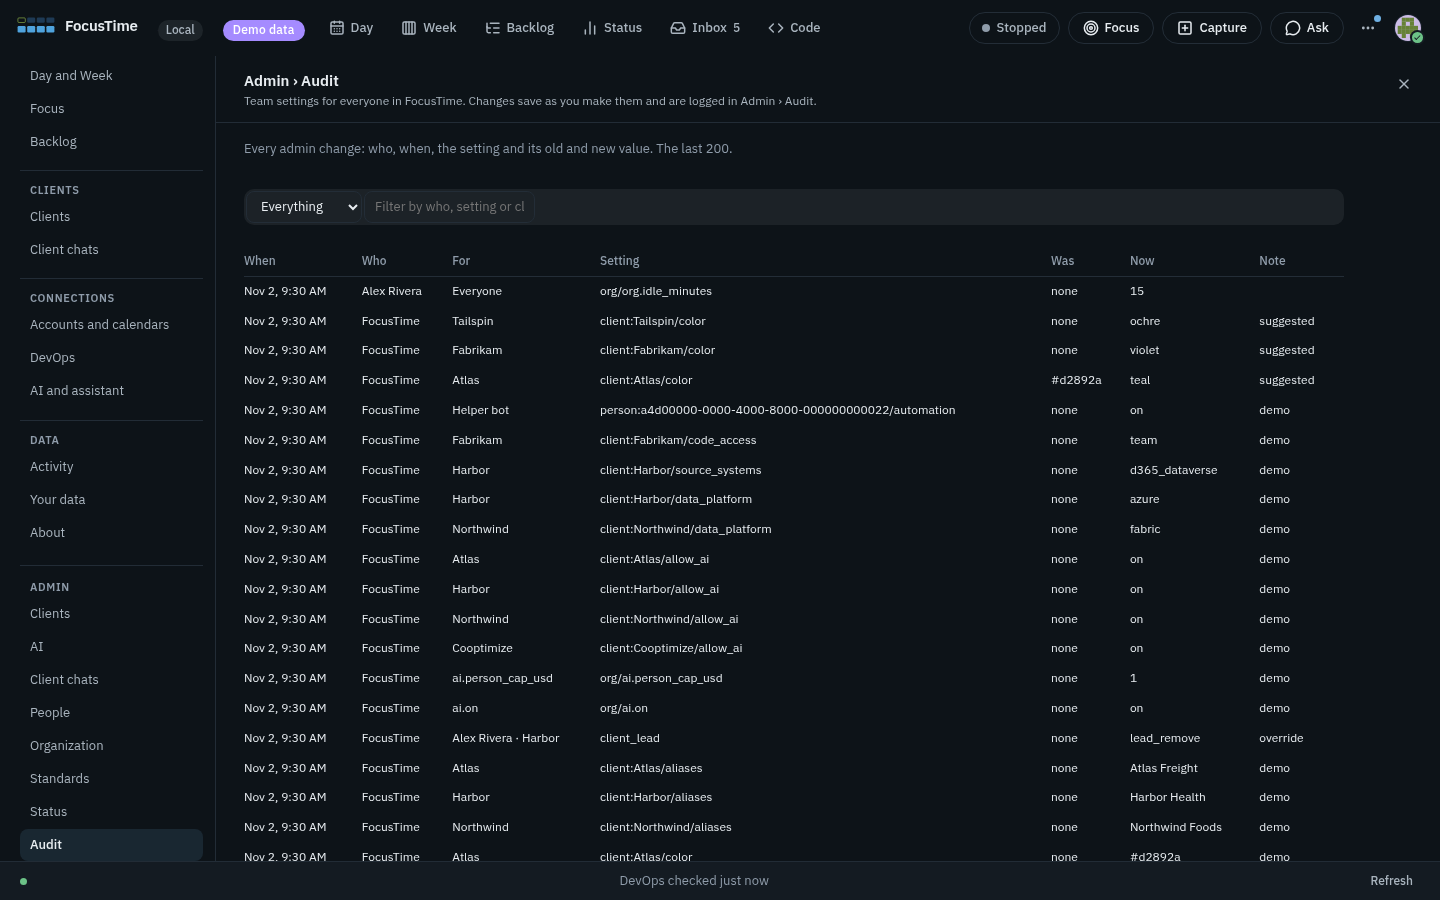 FocusTime Local Demo data Day Week Backlog Status Inbox 5 Code Stopped Focus Capture Ask
Day and Week
Focus
Backlog
CLIENTS
Clients
Client chats
CONNECTIONS
Accounts and calendars
DevOps
AI and assistant
DATA
Activity
Your data
About
ADMIN
Clients
AI
Client chats
People
Organization
Standards
Status
Audit
Admin › Audit
Team settings for everyone in FocusTime. Changes save as you make them and are logged in Admin › Audit.
Every admin change: who, when, the setting and its old and new value. The last 200.
Everything Filter by who, setting or cl
When Who For Setting Was Now Note
Nov 2, 9:30 AM Alex Rivera Everyone org/org.idle_minutes none 15
Nov 2, 9:30 AM FocusTime Tailspin client:Tailspin/color none ochre suggested
Nov 2, 9:30 AM FocusTime Fabrikam client:Fabrikam/color none violet suggested
Nov 2, 9:30 AM FocusTime Atlas client:Atlas/color #d2892a teal suggested
Nov 2, 9:30 AM FocusTime Helper bot person:a4d00000-0000-4000-8000-000000000022/automation none on demo
Nov 2, 9:30 AM FocusTime Fabrikam client:Fabrikam/code_access none team demo
Nov 2, 9:30 AM FocusTime Harbor client:Harbor/source_systems none d365_dataverse demo
Nov 2, 9:30 AM FocusTime Harbor client:Harbor/data_platform none azure demo
Nov 2, 9:30 AM FocusTime Northwind client:Northwind/data_platform none fabric demo
Nov 2, 9:30 AM FocusTime Atlas client:Atlas/allow_ai none on demo
Nov 2, 9:30 AM FocusTime Harbor client:Harbor/allow_ai none on demo
Nov 2, 9:30 AM FocusTime Northwind client:Northwind/allow_ai none on demo
Nov 2, 9:30 AM FocusTime Cooptimize client:Cooptimize/allow_ai none on demo
Nov 2, 9:30 AM FocusTime ai.person_cap_usd org/ai.person_cap_usd none 1 demo
Nov 2, 9:30 AM FocusTime ai.on org/ai.on none on demo
Nov 2, 9:30 AM FocusTime Alex Rivera · Harbor client_lead none lead_remove override
Nov 2, 9:30 AM FocusTime Atlas client:Atlas/aliases none Atlas Freight demo
Nov 2, 9:30 AM FocusTime Harbor client:Harbor/aliases none Harbor Health demo
Nov 2, 9:30 AM FocusTime Northwind client:Northwind/aliases none Northwind Foods demo
Nov 2, 9:30 AM FocusTime Atlas client:Atlas/color none #d2892a demo
DevOps checked just now Refresh